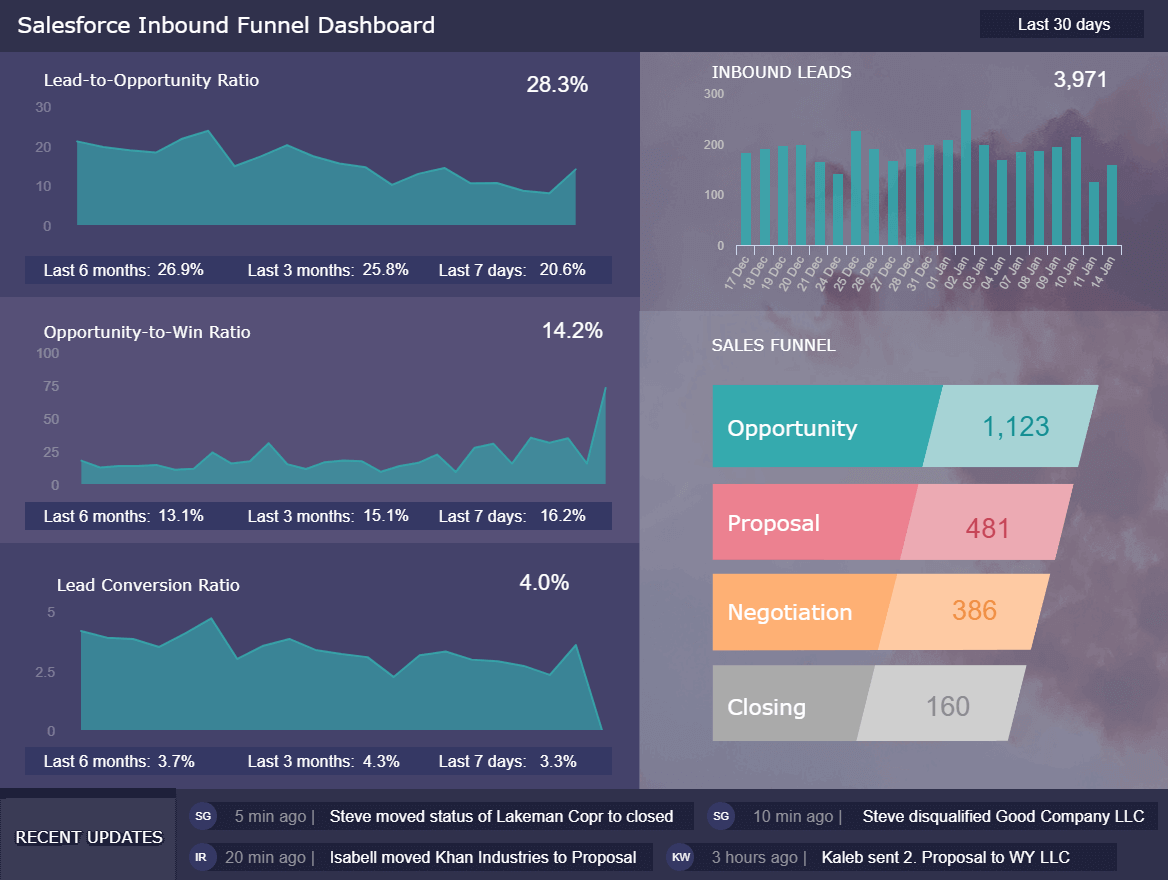 Salesforce Inbound Funnel Dashboard
Last 30 days
Lead-to-Opportunity Ratio
28.3%
30
20
10
0
Last 6 months: 26.9% Last 3 months: 25.8% Last 7 days: 20.6%
Opportunity-to-Win Ratio
14.2%
100
75
50
25
0
Last 6 months: 13.1% Last 3 months: 15.1% Last 7 days: 16.2%
Lead Conversion Ratio
4.0%
5
2.5
0
Last 6 months: 3.7% Last 3 months: 4.3% Last 7 days: 3.3%
INBOUND LEADS
3,971
300
200
100
0
17 Dec 18 Dec 19 Dec 20 Dec 21 Dec 24 Dec 25 Dec 26 Dec 27 Dec 28 Dec 31 Dec 01 Jan 02 Jan 03 Jan 04 Jan 07 Jan 08 Jan 09 Jan 10 Jan 11 Jan 14 Jan
SALES FUNNEL
Opportunity 1,123
Proposal 481
Negotiation 386
Closing 160
RECENT UPDATES
SG 5 min ago | Steve moved status of Lakeman Copr to closed
SG 10 min ago | Steve disqualified Good Company LLC
IR 20 min ago | Isabell moved Khan Industries to Proposal
KW 3 hours ago | Kaleb sent 2. Proposal to WY LLC